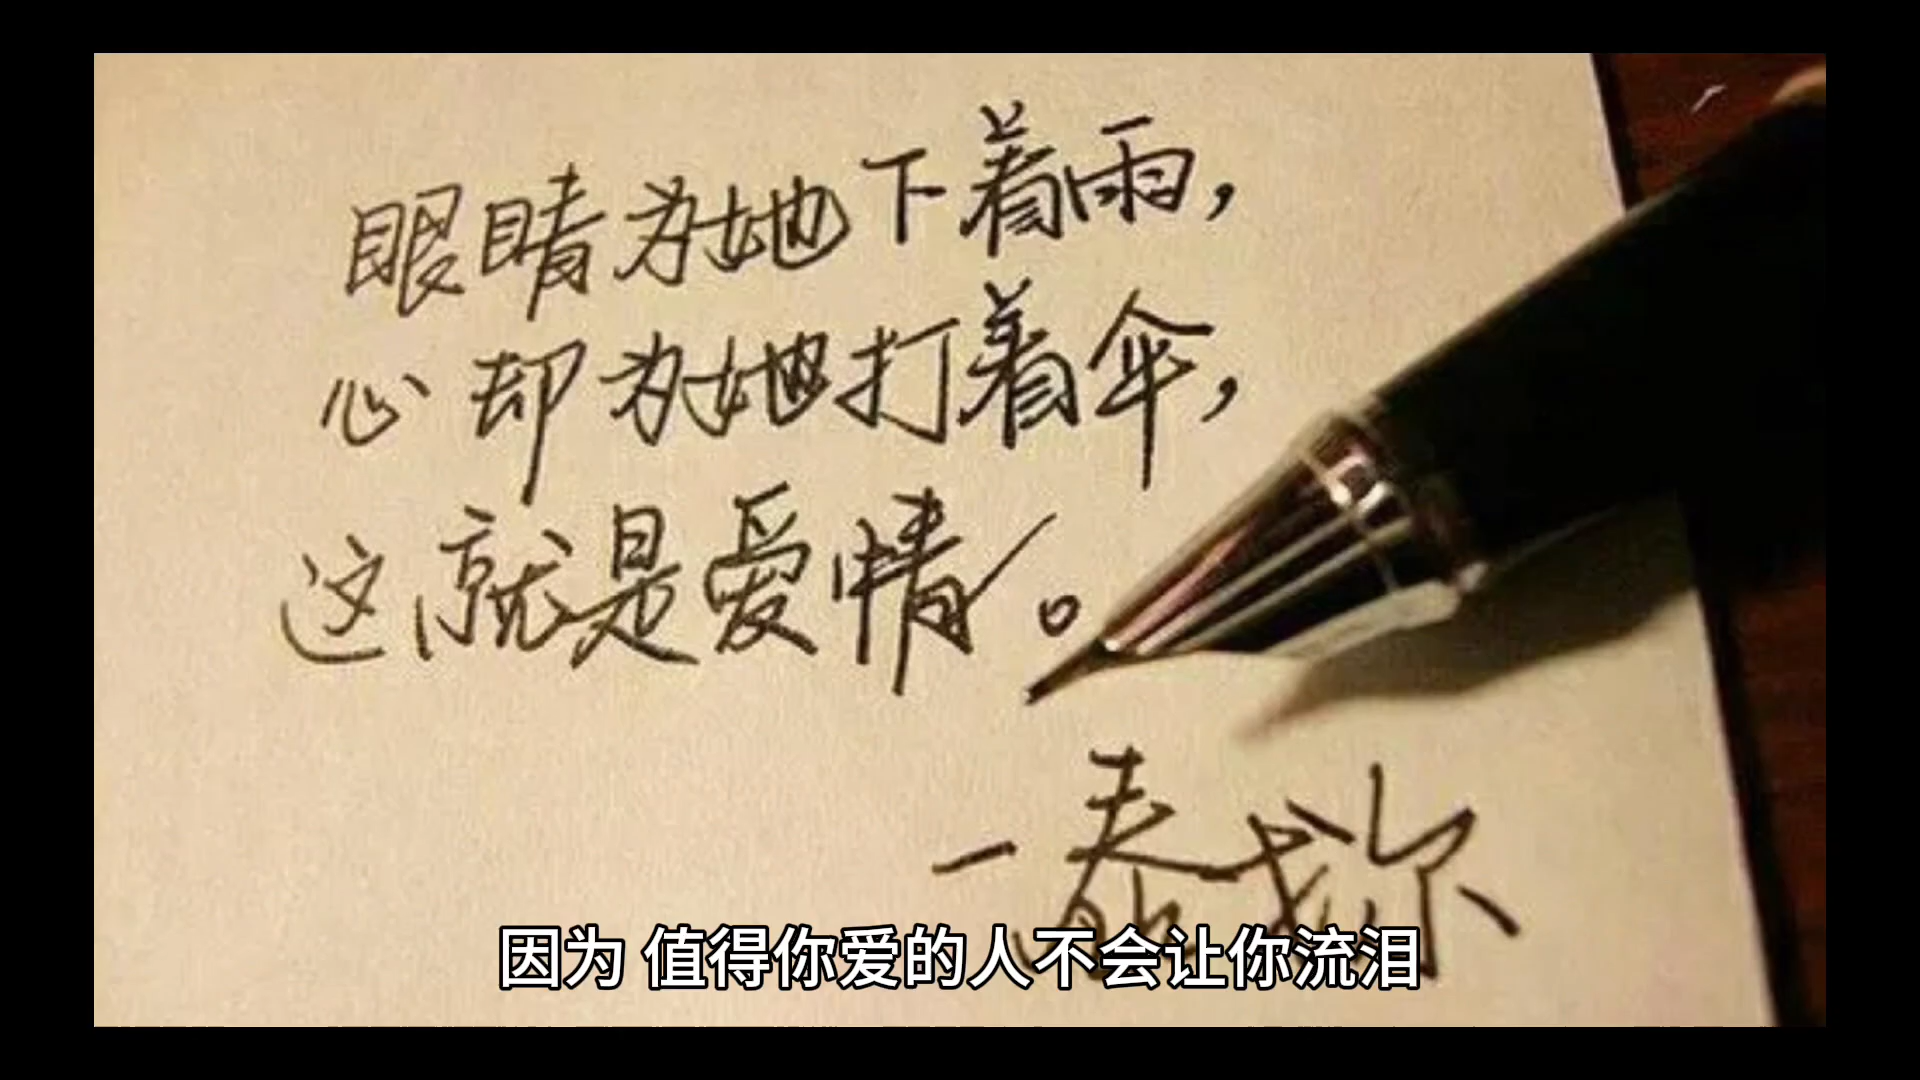 眼睛为她下着雨，
心却为她打着伞，
这就是爱情。
因为 值得你爱的人不会让你流泪